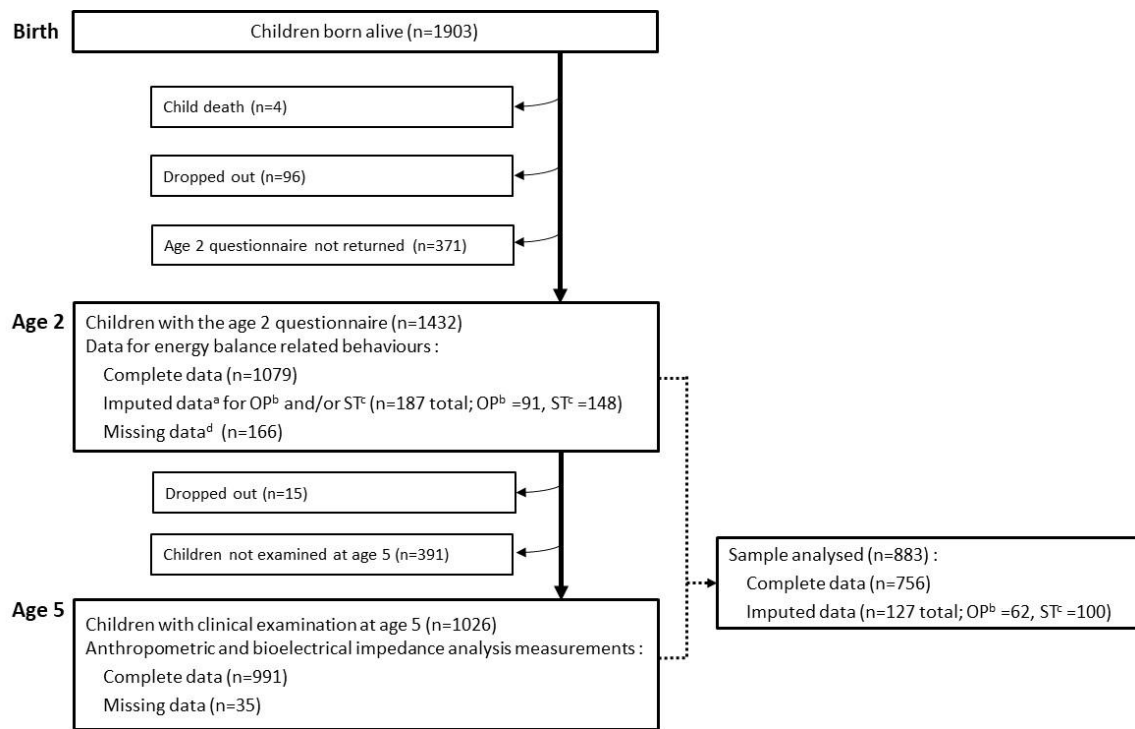 Birth
Children born alive (n=1903)
Child death (n=4)
Dropped out (n=96)
Age 2 questionnaire not returned (n=371)
Age 2
Children with the age 2 questionnaire (n=1432)
Data for energy balance related behaviours :
Complete data (n=1079)
Imputed dataᵃ for OPᵇ and/or STᶜ (n=187 total; OPᵇ =91, STᶜ =148)
Missing dataᵈ (n=166)
Dropped out (n=15)
Children not examined at age 5 (n=391)
Sample analysed (n=883) :
Complete data (n=756)
Imputed data (n=127 total; OPᵇ =62, STᶜ =100)
Age 5
Children with clinical examination at age 5 (n=1026)
Anthropometric and bioelectrical impedance analysis measurements :
Complete data (n=991)
Missing data (n=35)